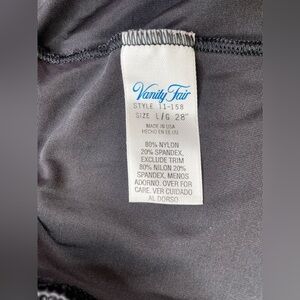 Vanity Fair
STYLE 11-158
SIZE L/G 28"
MADE IN USA
HECHO EN EE.UU.
80% NYLON
20% SPANDEX,
EXCLUDE TRIM
80% NILON 20%
SPANDEX, MENOS
ADORNO. OVER FOR
CARE. VER CUIDADO
AL DORSO